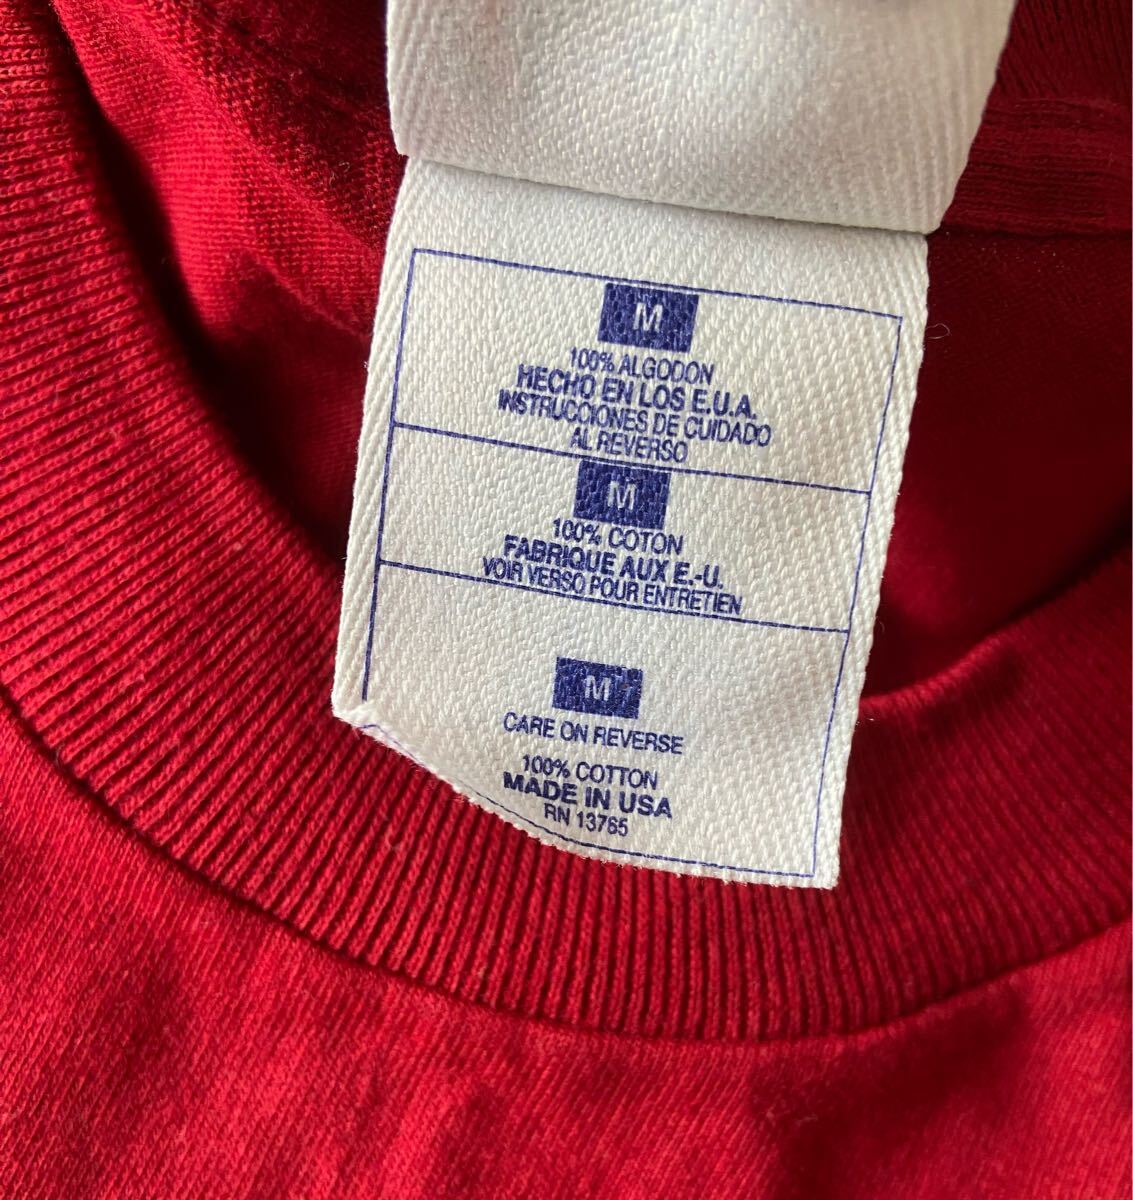 M
100% ALGODON
HECHO EN LOS E.U.A.
INSTRUCCIONES DE CUIDADO
AL REVERSO
M
100% COTON
FABRIQUE AUX E.-U.
VOIR VERSO POUR ENTRETIEN
M
CARE ON REVERSE
100% COTTON
MADE IN USA
RN 13765